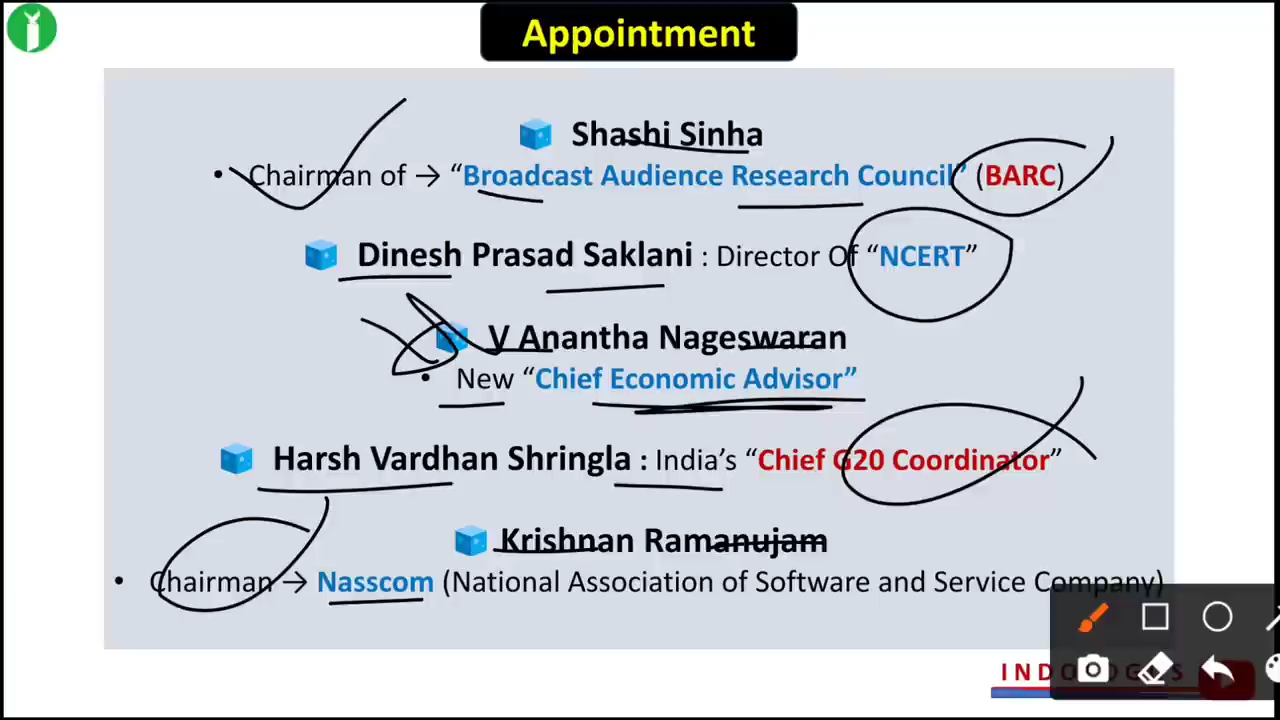 Appointment
Shashi Sinha
• Chairman of → “Broadcast Audience Research Council” (BARC)
Dinesh Prasad Saklani : Director Of “NCERT”
V Anantha Nageswaran
• New “Chief Economic Advisor”
Harsh Vardhan Shringla : India’s “Chief G20 Coordinator”
Krishnan Ramanujam
• Chairman → Nasscom (National Association of Software and Service Company)